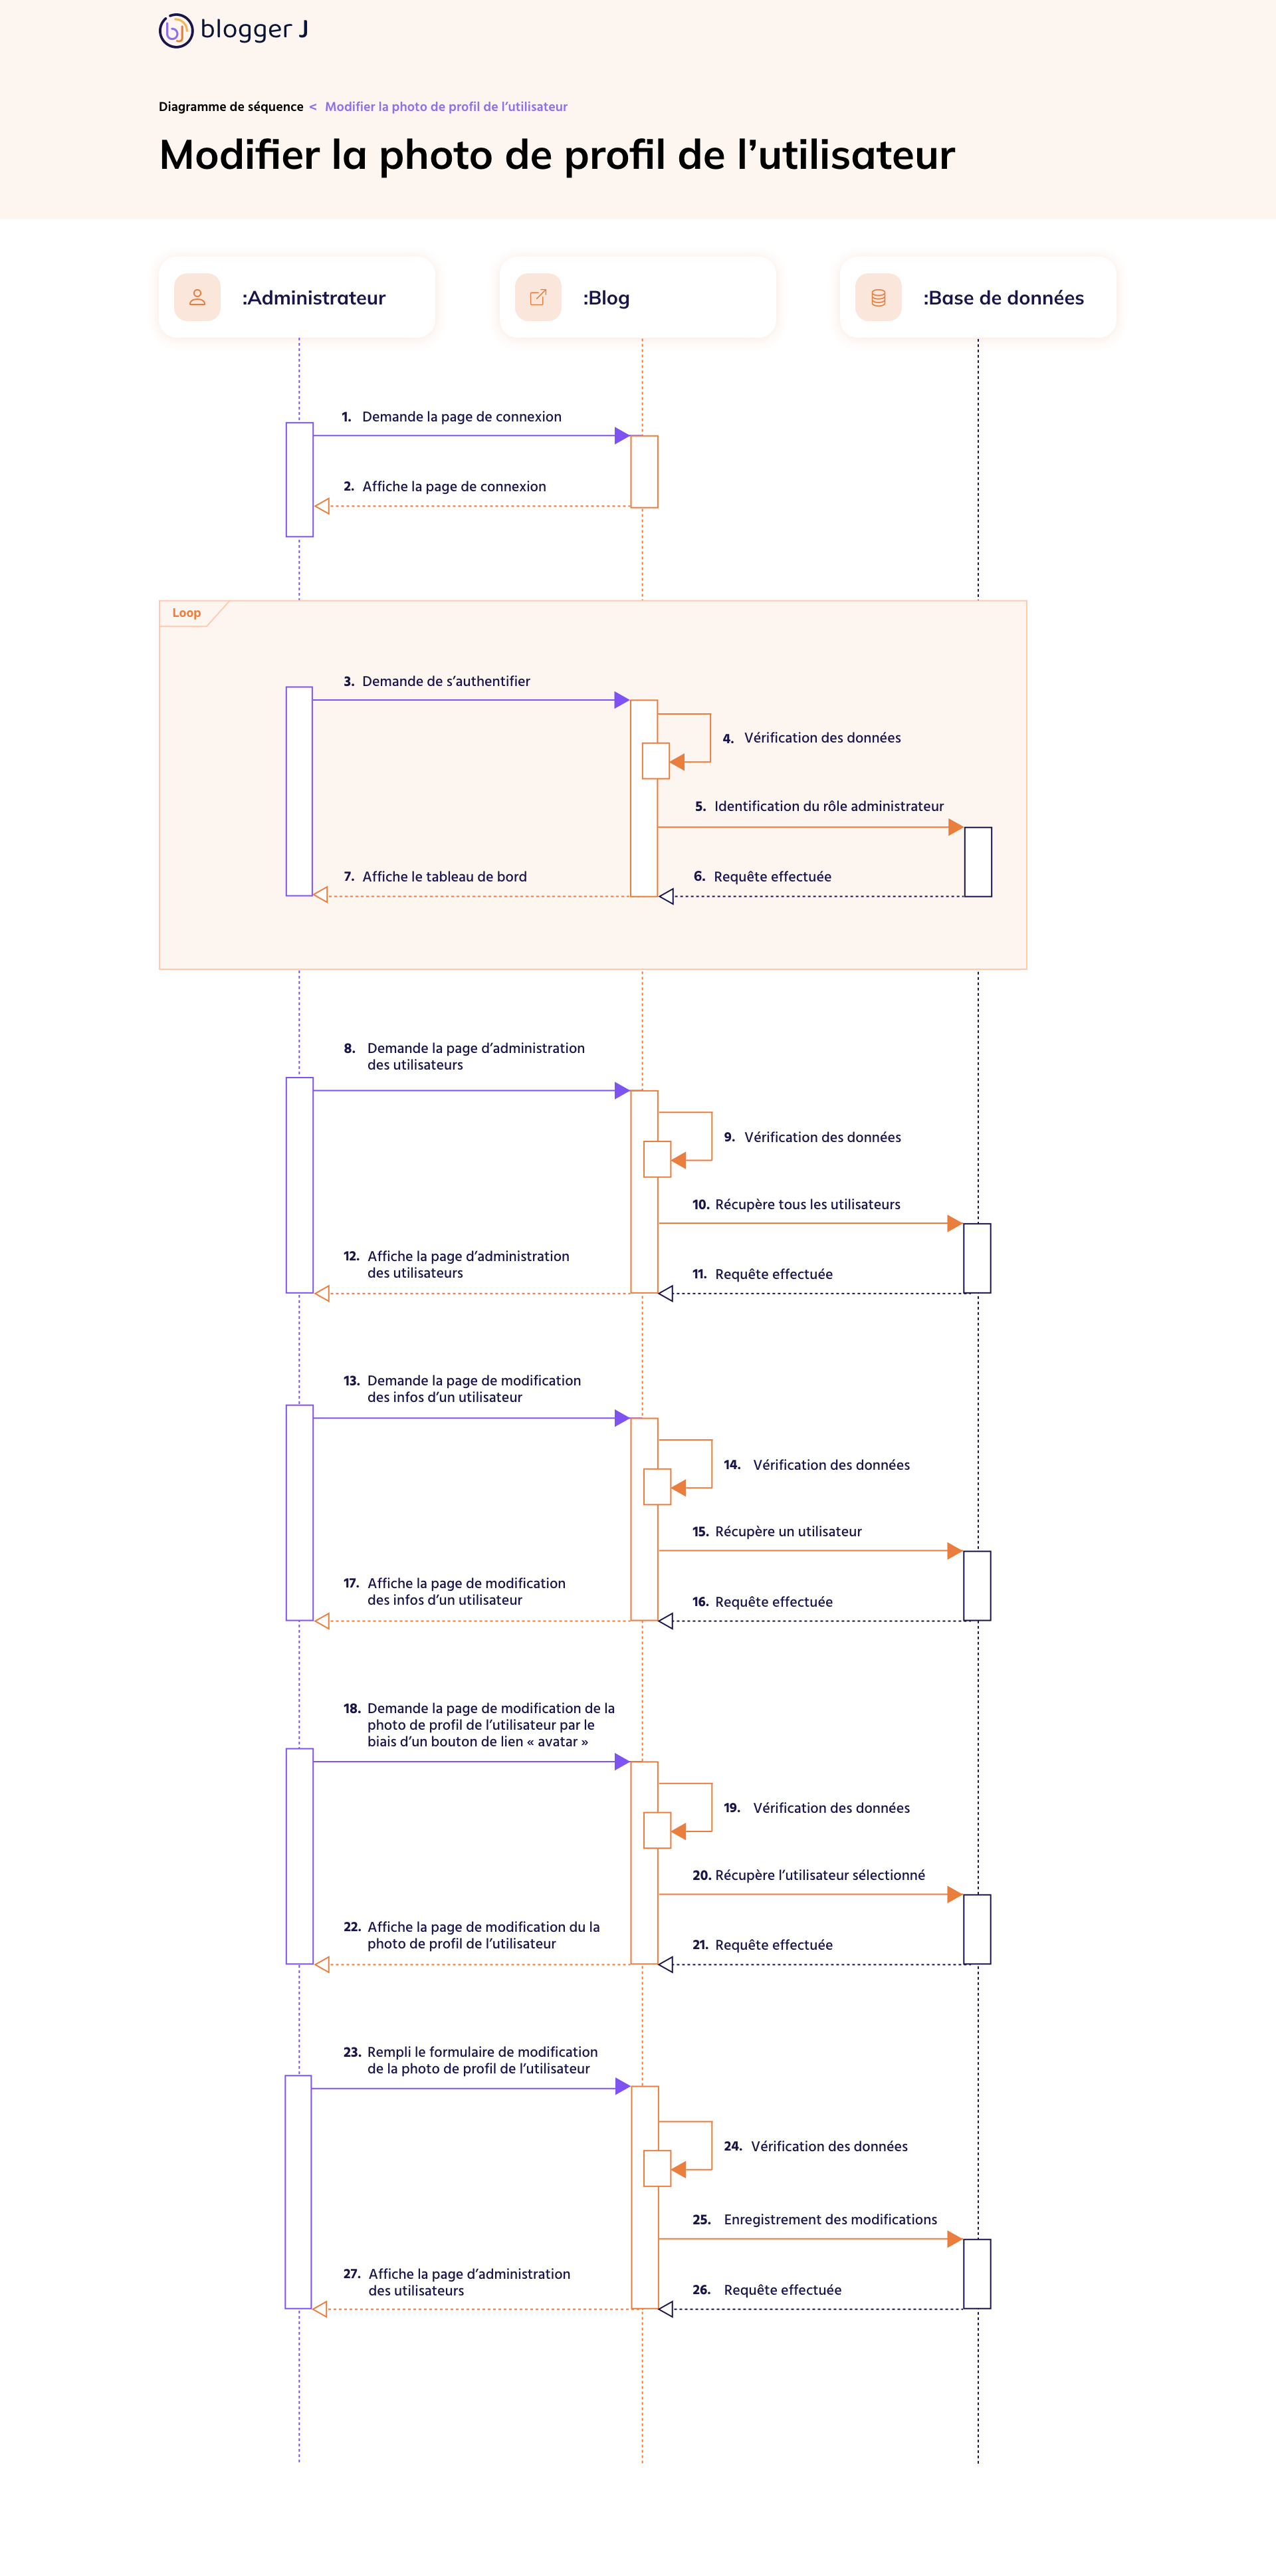 blogger J
Diagramme de séquence < Modifier la photo de profil de l’utilisateur
Modifier la photo de profil de l’utilisateur
:Administrateur
:Blog
:Base de données
1. Demande la page de connexion
2. Affiche la page de connexion
Loop
3. Demande de s’authentifier
4. Vérification des données
5. Identification du rôle administrateur
7. Affiche le tableau de bord
6. Requête effectuée
8. Demande la page d’administration
des utilisateurs
9. Vérification des données
10. Récupère tous les utilisateurs
12. Affiche la page d’administration
des utilisateurs
11. Requête effectuée
13. Demande la page de modification
des infos d’un utilisateur
14. Vérification des données
15. Récupère un utilisateur
17. Affiche la page de modification
des infos d’un utilisateur
16. Requête effectuée
18. Demande la page de modification de la
photo de profil de l’utilisateur par le
biais d’un bouton de lien « avatar »
19. Vérification des données
20. Récupère l’utilisateur sélectionné
22. Affiche la page de modification du la
photo de profil de l’utilisateur
21. Requête effectuée
23. Rempli le formulaire de modification
de la photo de profil de l’utilisateur
24. Vérification des données
25. Enregistrement des modifications
27. Affiche la page d’administration
des utilisateurs
26. Requête effectuée